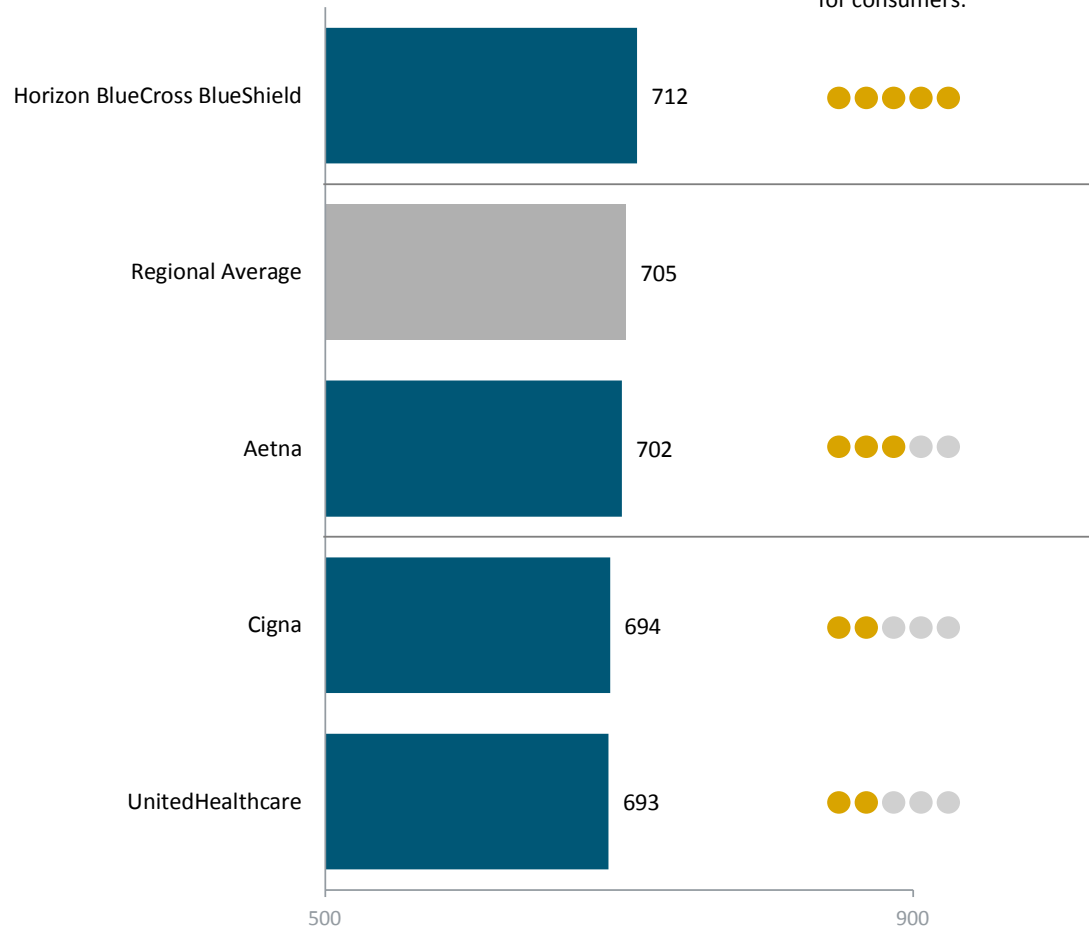 for consumers.
Horizon BlueCross BlueShield 712
Regional Average 705
Aetna 702
Cigna 694
UnitedHealthcare 693
500 900